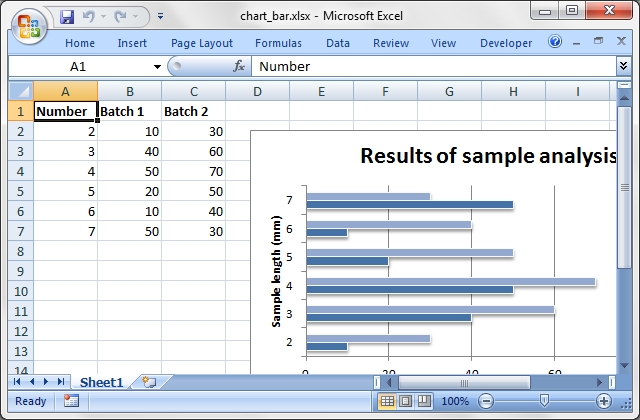 chart_bar.xlsx - Microsoft Excel
Home Insert Page Layout Formulas Data Review View Developer
A1 fx Number
A B C D E F G H I
1 Number Batch 1 Batch 2
2 2 10 30
3 3 40 60
4 4 50 70
5 5 20 50
6 6 10 40
7 7 50 30
8
9
10
11
12
13
14
Results of sample analysis
Sample length (mm)
7
6
5
4
3
2
0 20 40 60
Sheet1
Ready 100%